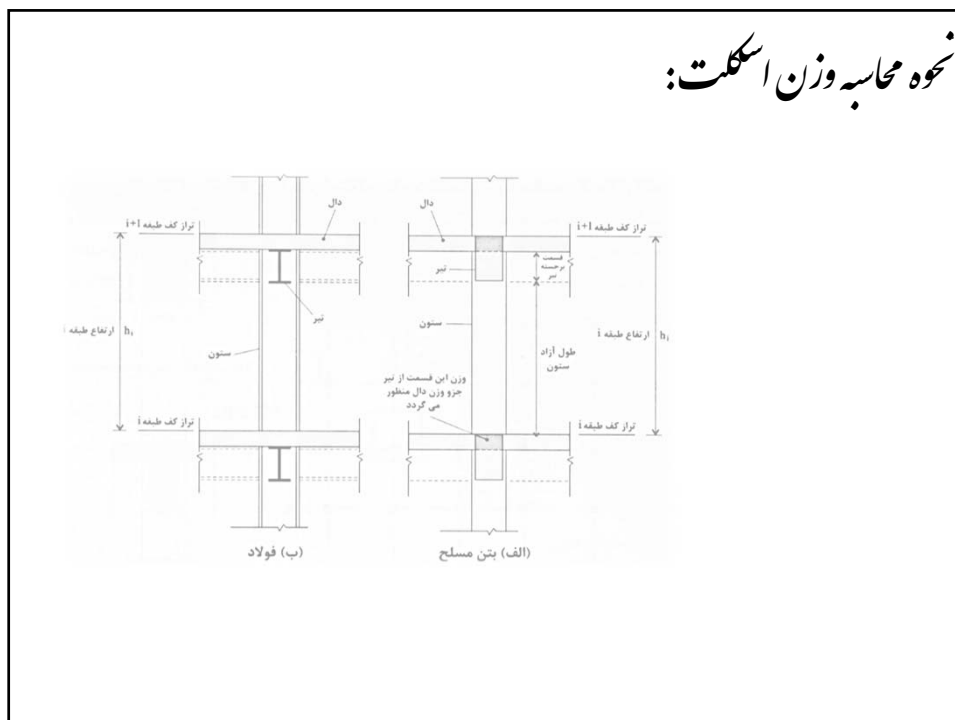 نحوه محاسبه وزن اسکلت:
دال
تراز کف طبقه i+1
تیر
قسمت
برجسته
تیر
ستون
ارتفاع طبقه i
hᵢ
طول آزاد
ستون
وزن این قسمت از تیر
جزو وزن دال منظور
می گردد
تراز کف طبقه i
(الف) بتن مسلح
دال
تراز کف طبقه i+1
تیر
ستون
ارتفاع طبقه i
hᵢ
تراز کف طبقه i
(ب) فولاد